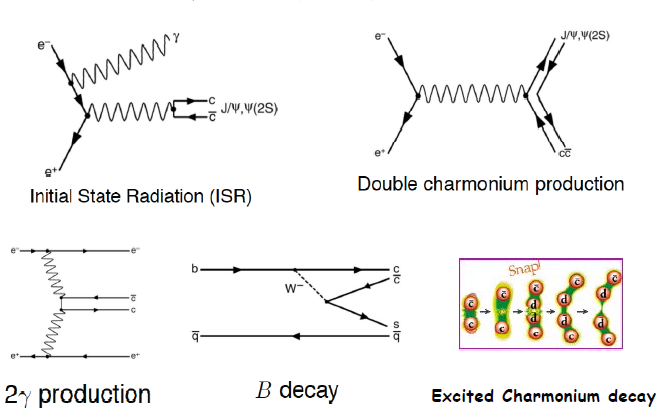 e⁻ γ
c
c̅ J/Ψ,Ψ(2S)
e⁺
Initial State Radiation (ISR)
e⁻ J/Ψ,Ψ(2S)
e⁺ cc̅
Double charmonium production
e⁻ e⁻
c̅
c
e⁺ e⁺
2γ production
b c
c̅
W⁻
s
q̅ q̅
B decay
Snap!
c̅ c̅ c̅ c̅ c̅
d̅ d d
d d̅ d̅
c c c c c
Excited Charmonium decay